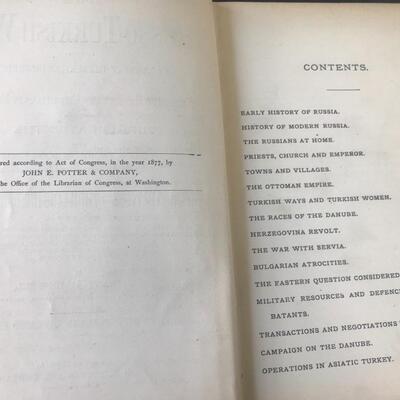 red according to Act of Congress, in the year 1877, by
JOHN E. POTTER & COMPANY,
the Office of the Librarian of Congress, at Washington.
CONTENTS.
EARLY HISTORY OF RUSSIA.
HISTORY OF MODERN RUSSIA.
THE RUSSIANS AT HOME.
PRIESTS, CHURCH AND EMPEROR.
TOWNS AND VILLAGES.
THE OTTOMAN EMPIRE.
TURKISH WAYS AND TURKISH WOMEN.
THE RACES OF THE DANUBE.
HERZEGOVINA REVOLT.
THE WAR WITH SERVIA.
BULGARIAN ATROCITIES.
THE EASTERN QUESTION CONSIDERED
MILITARY RESOURCES AND DEFENC
BATANTS.
TRANSACTIONS AND NEGOTIATIONS
CAMPAIGN ON THE DANUBE.
OPERATIONS IN ASIATIC TURKEY.